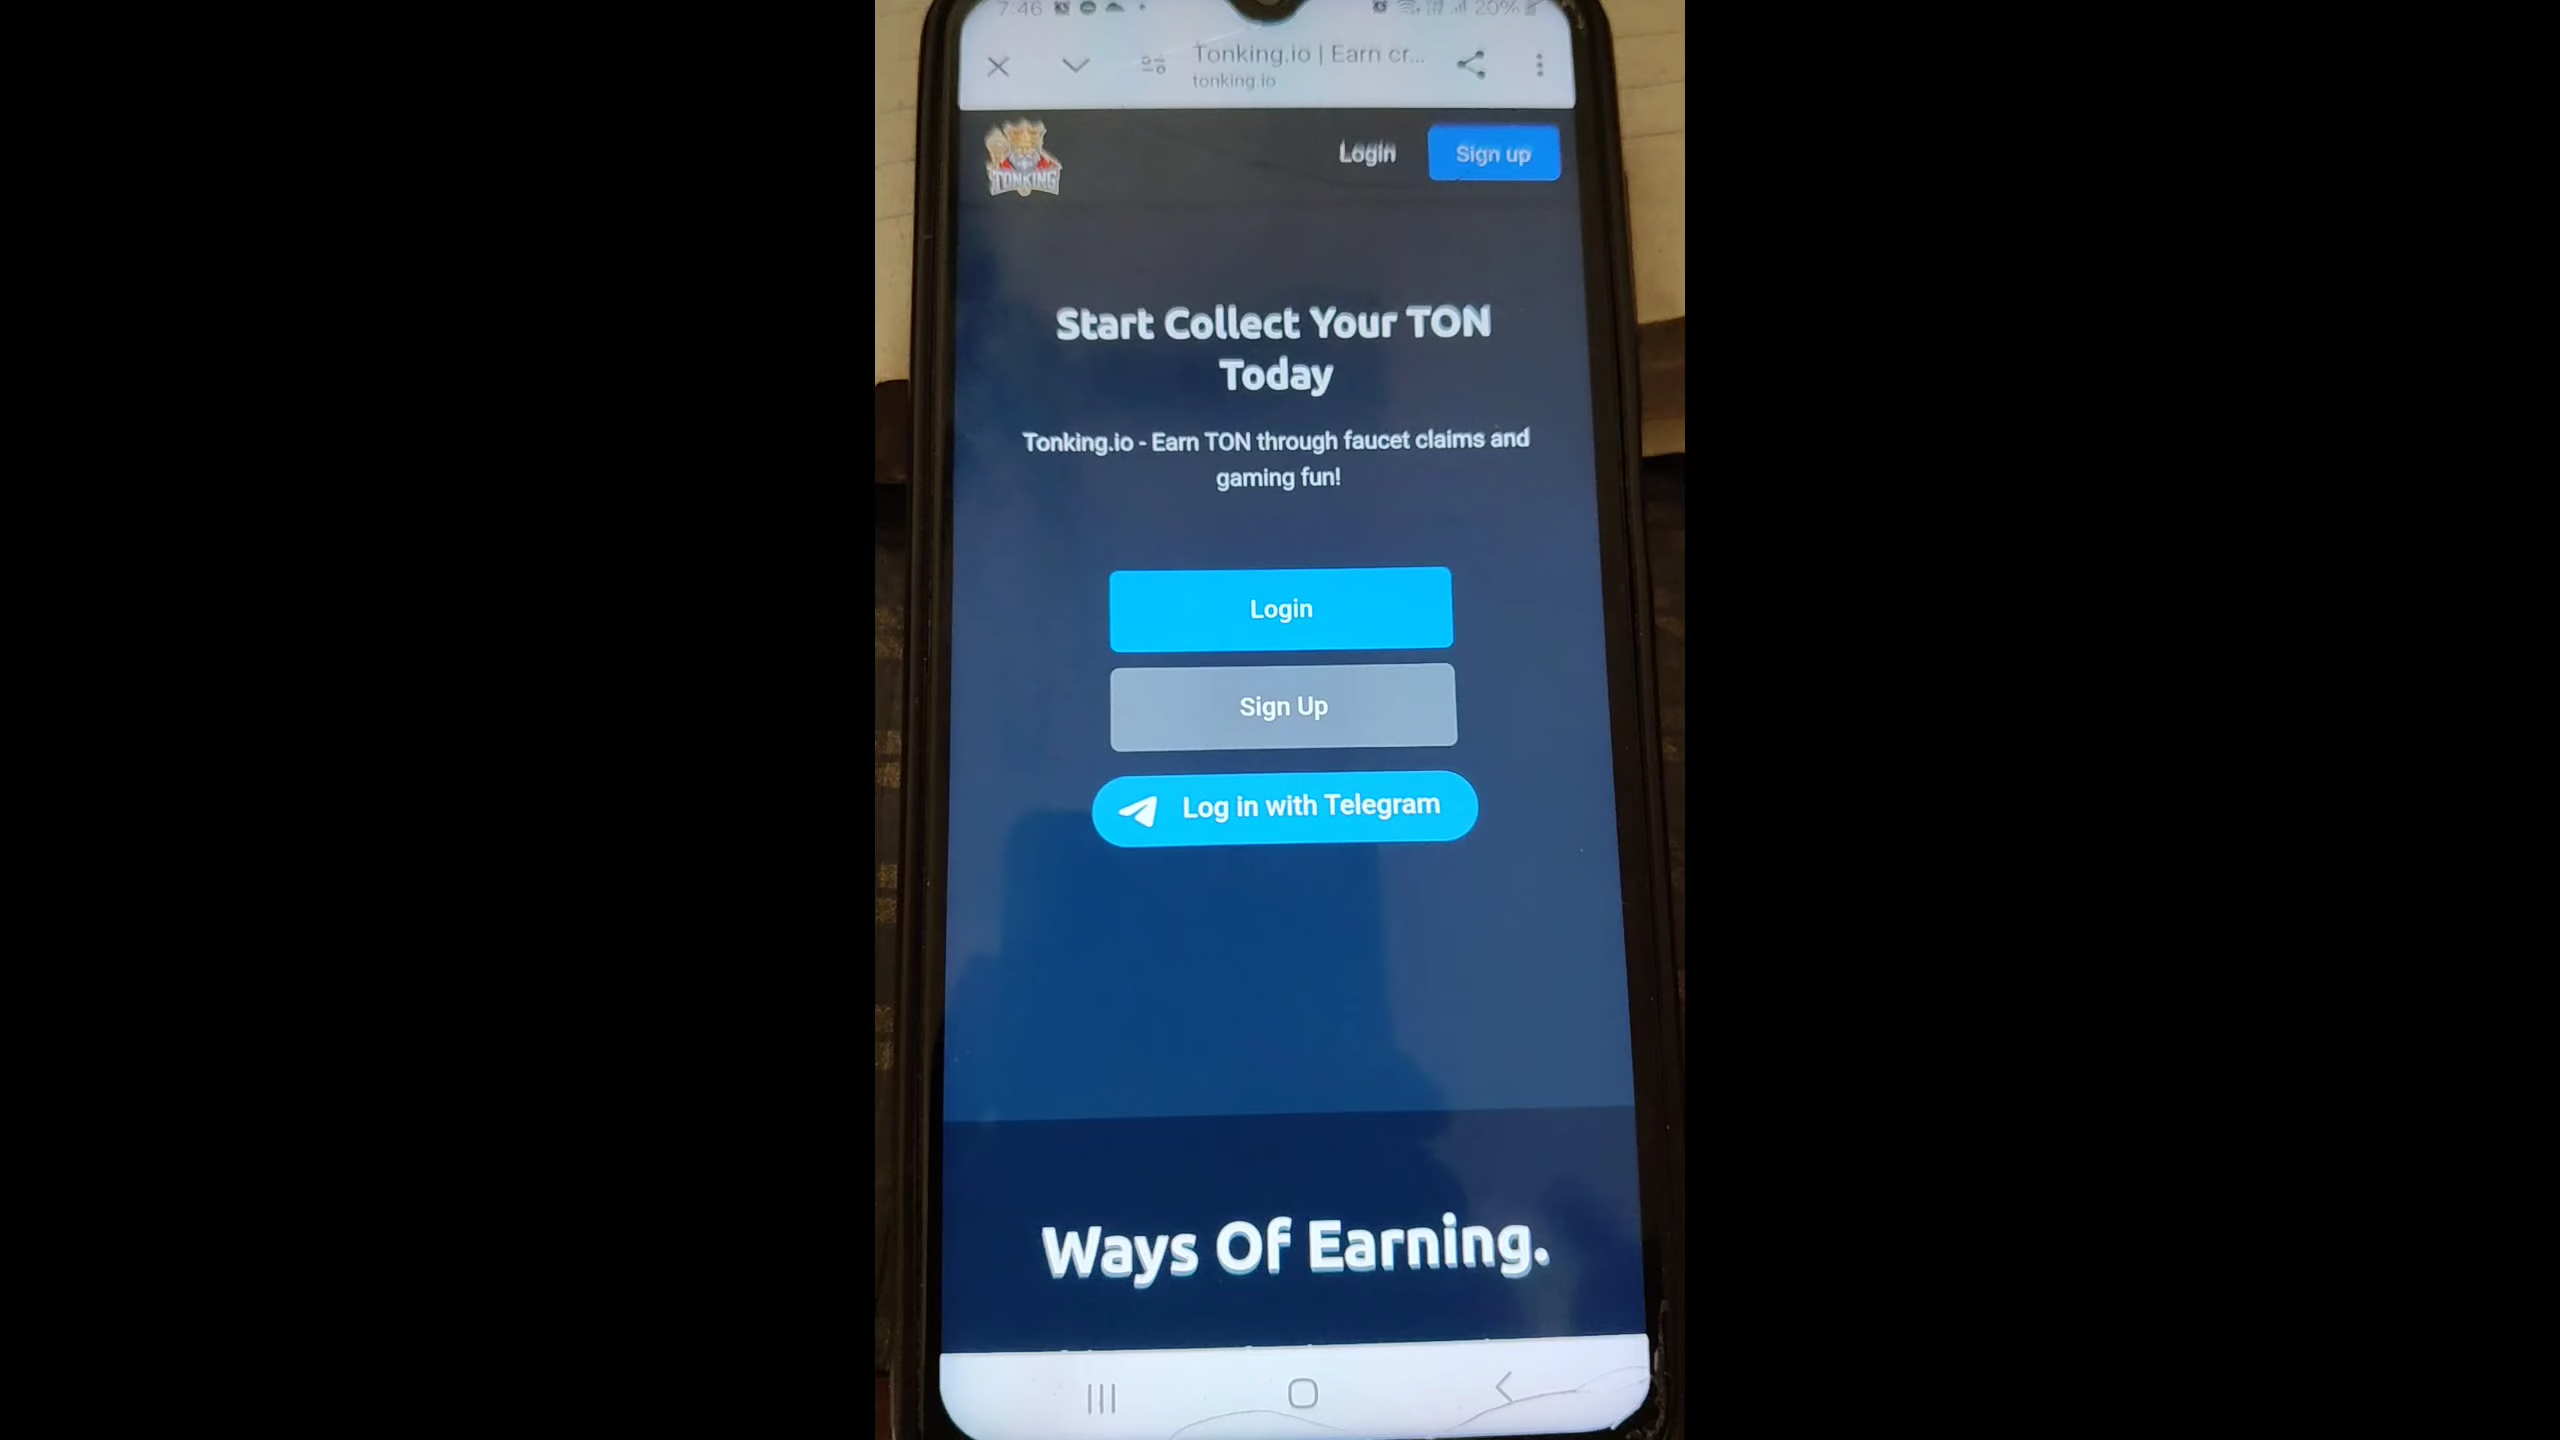 7:46
20%
Tonking.io | Earn cr...
tonking.io
TONKING
Login
Sign up
Start Collect Your TON
Today
Tonking.io - Earn TON through faucet claims and
gaming fun!
Login
Sign Up
Log in with Telegram
Ways Of Earning.